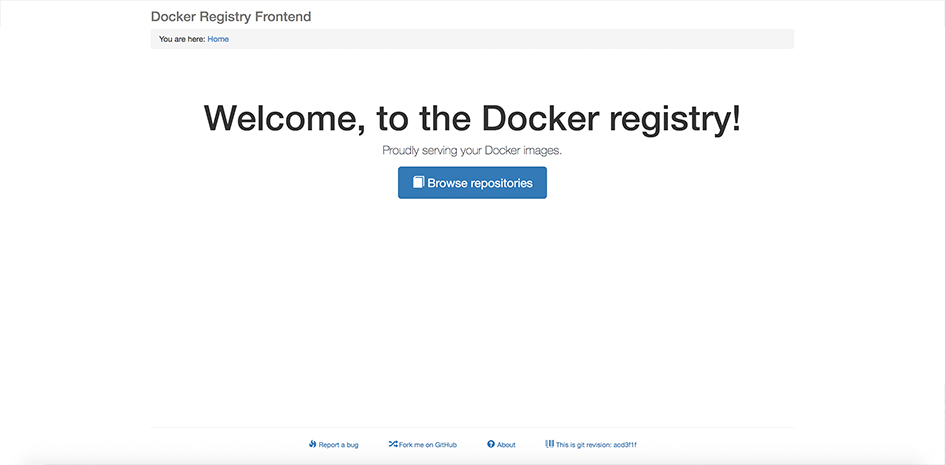 Docker Registry Frontend
You are here: Home
Welcome, to the Docker registry!
Proudly serving your Docker images.
Browse repositories
Report a bug Fork me on GitHub About This is git revision: aod3f1f